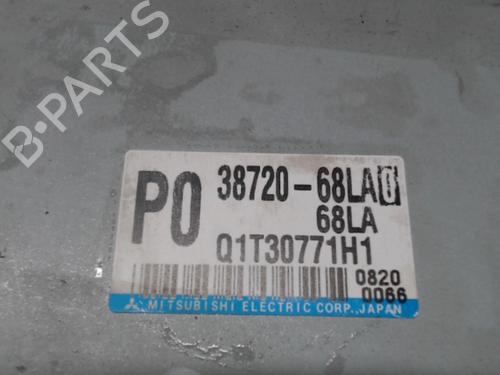 B-PARTS
P0
38720-68LA0
68LA
Q1T30771H1
0820
0066
MITSUBISHI ELECTRIC CORP., JAPAN